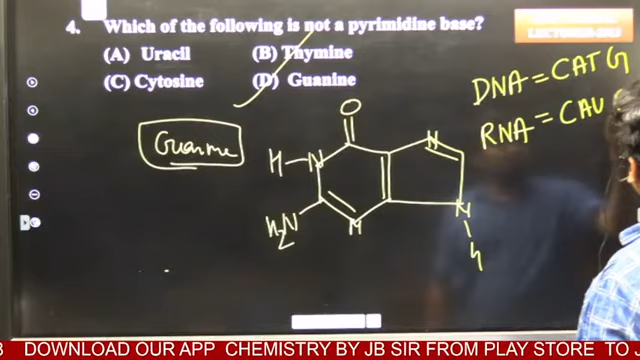 4. Which of the following is not a pyrimidine base?
(A) Uracil (B) Thymine
(C) Cytosine (D) Guanine
DNA = CATG
RNA = CAU
Guanine
O
N
H-N
H2N
N
N
H
DOWNLOAD OUR APP CHEMISTRY BY JB SIR FROM PLAY STORE TO